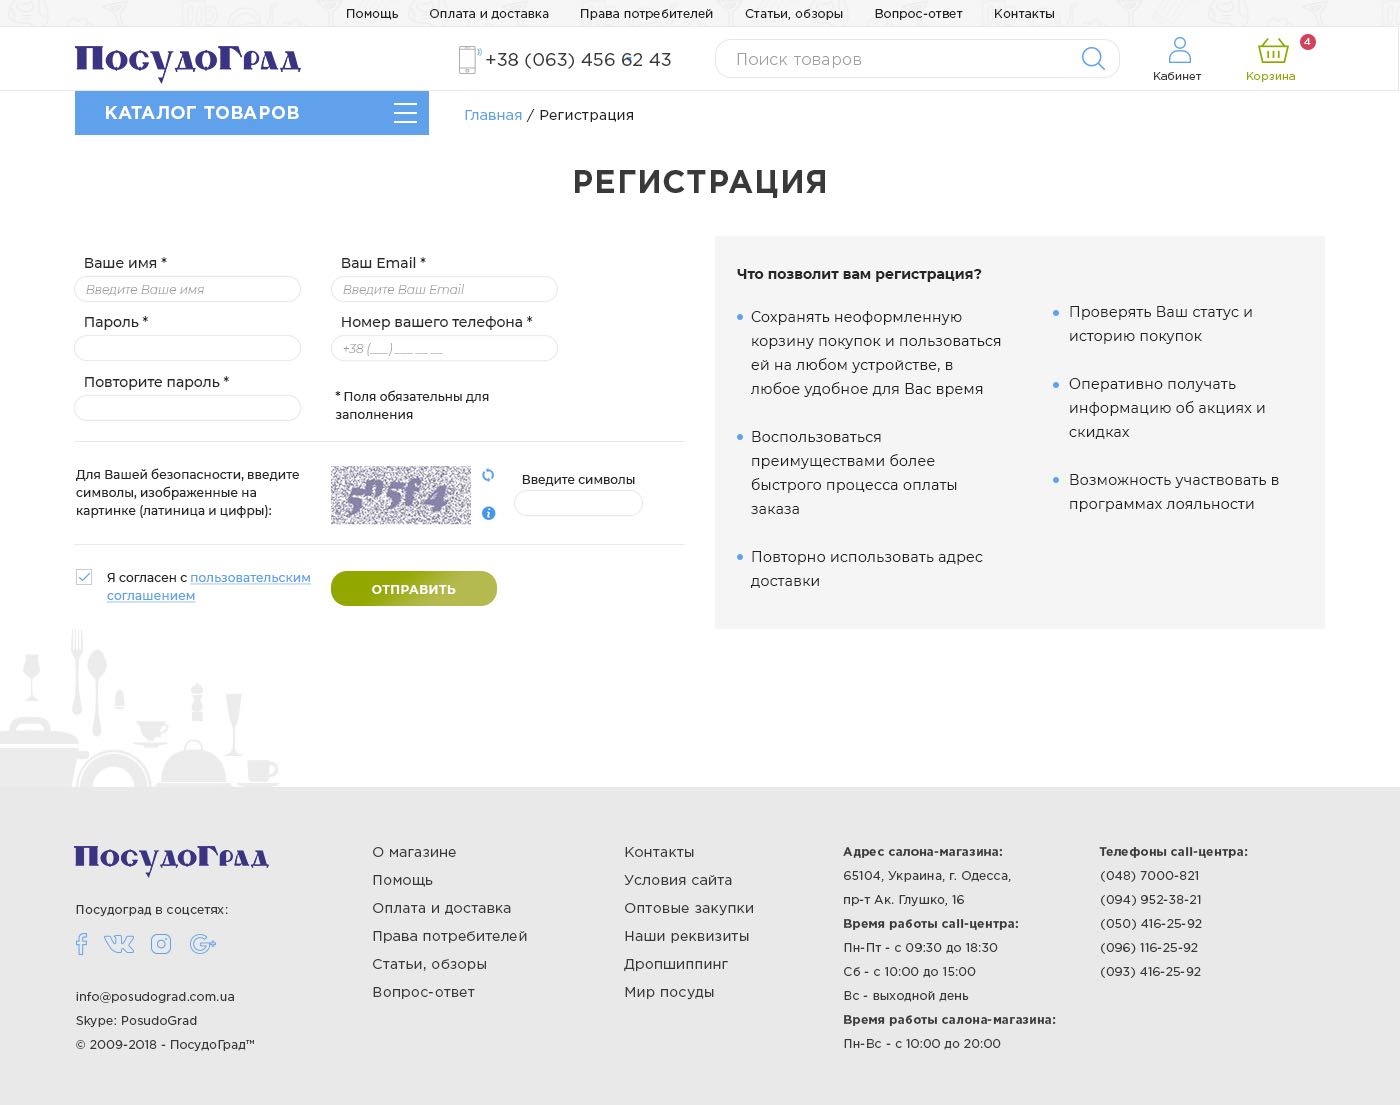 Помощь
Оплата и доставка
Права потребителей
Статьи, обзоры
Вопрос-ответ
Контакты
ПосудоГрад
+38 (063) 456 62 43
Поиск товаров
Кабинет
4
Корзина
КАТАЛОГ ТОВАРОВ
Главная / Регистрация
РЕГИСТРАЦИЯ
Ваше имя *
Введите Ваше имя
Ваш Email *
Введите Ваш Email
Пароль *
Номер вашего телефона *
+38 (___) ___ __ __
Повторите пароль *
* Поля обязательны для
заполнения
Для Вашей безопасности, введите
символы, изображенные на
картинке (латиница и цифры):
5n5f4
Введите символы
Я согласен с пользовательским
соглашением
ОТПРАВИТЬ
Что позволит вам регистрация?
Сохранять неоформленную
корзину покупок и пользоваться
ей на любом устройстве, в
любое удобное для Вас время
Воспользоваться
преимуществами более
быстрого процесса оплаты
заказа
Повторно использовать адрес
доставки
Проверять Ваш статус и
историю покупок
Оперативно получать
информацию об акциях и
скидках
Возможность участвовать в
программах лояльности
ПосудоГрад
Посудоград в соцсетях:
info@posudograd.com.ua
Skype: PosudoGrad
© 2009-2018 - ПосудоГрад™
О магазине
Помощь
Оплата и доставка
Права потребителей
Статьи, обзоры
Вопрос-ответ
Контакты
Условия сайта
Оптовые закупки
Наши реквизиты
Дропшиппинг
Мир посуды
Адрес салона-магазина:
65104, Украина, г. Одесса,
пр-т Ак. Глушко, 16
Время работы call-центра:
Пн-Пт - с 09:30 до 18:30
Сб - с 10:00 до 15:00
Вс - выходной день
Время работы салона-магазина:
Пн-Вс - с 10:00 до 20:00
Телефоны call-центра:
(048) 7000-821
(094) 952-38-21
(050) 416-25-92
(096) 116-25-92
(093) 416-25-92